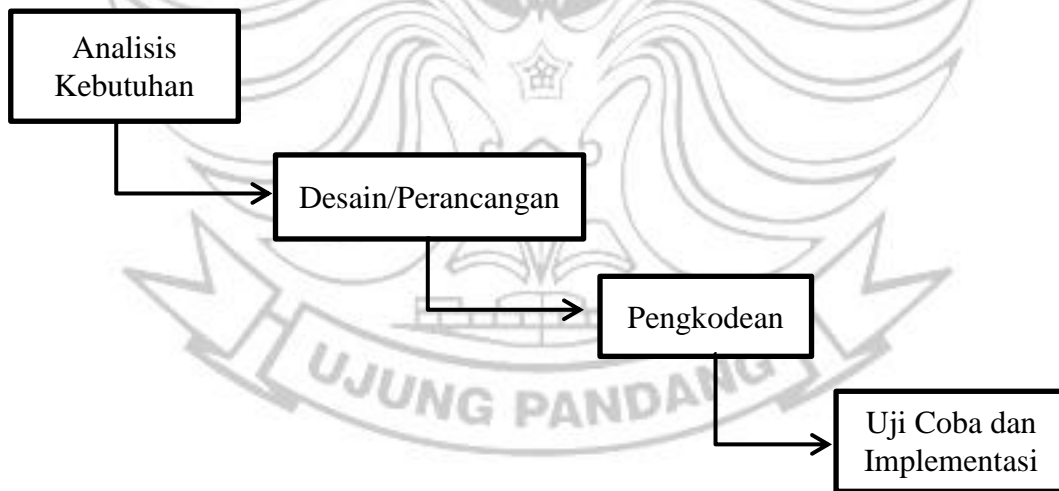 Analisis
Kebutuhan
Desain/Perancangan
Pengkodean
UJUNG PANDANG
Uji Coba dan
Implementasi